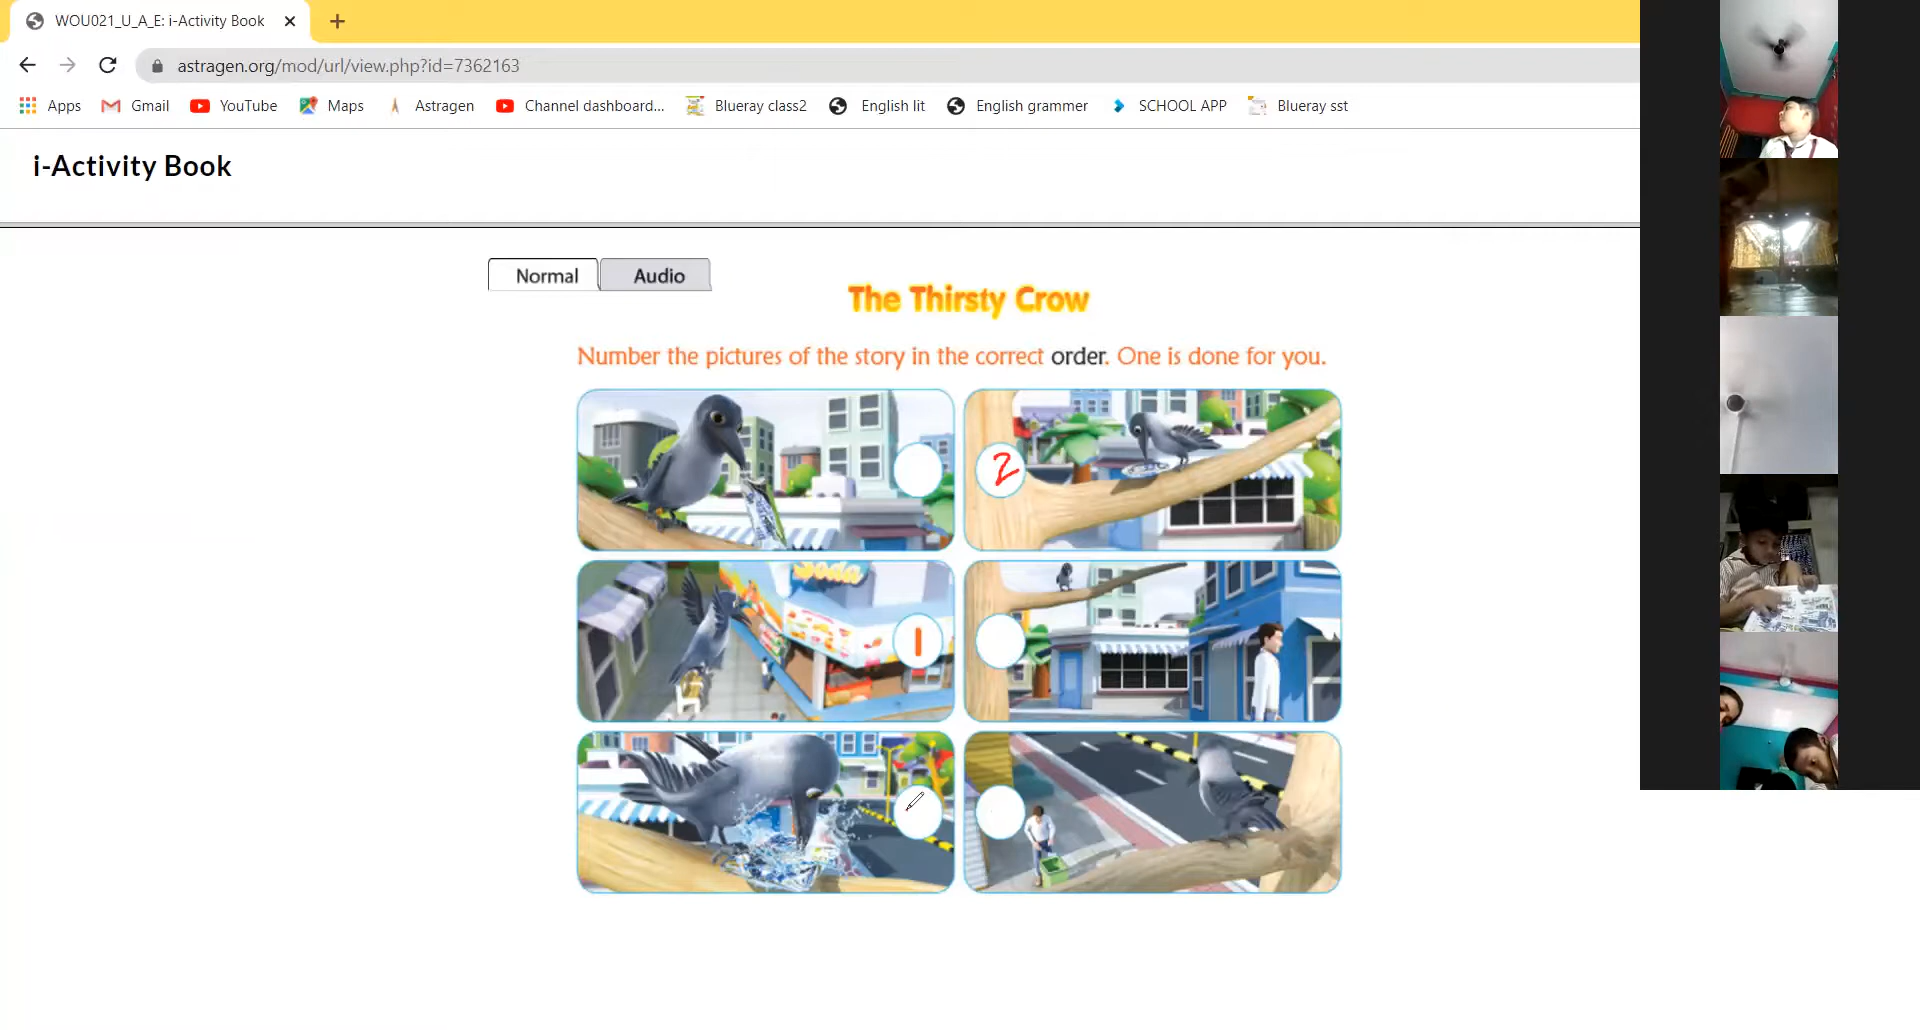 WOU021_U_A_E: i-Activity Book
astragen.org/mod/url/view.php?id=7362163
Apps Gmail YouTube Maps Astragen Channel dashboard... Blueray class2 English lit English grammer SCHOOL APP Blueray sst
i-Activity Book
Normal Audio
The Thirsty Crow
Number the pictures of the story in the correct order. One is done for you.
2
Soda
1